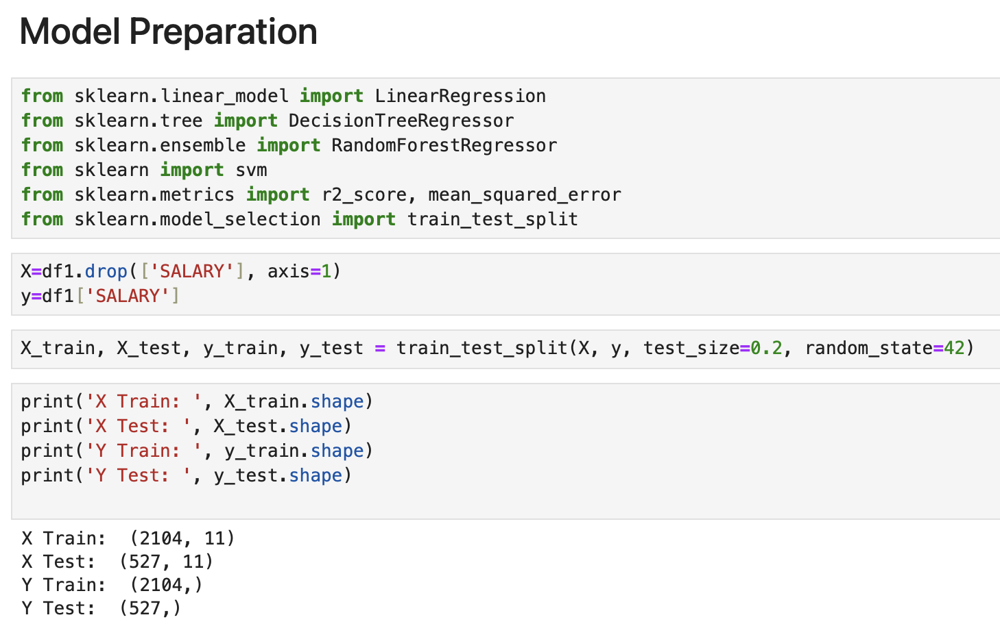 Model Preparation
from sklearn.linear_model import LinearRegression
from sklearn.tree import DecisionTreeRegressor
from sklearn.ensemble import RandomForestRegressor
from sklearn import svm
from sklearn.metrics import r2_score, mean_squared_error
from sklearn.model_selection import train_test_split
X=df1.drop(['SALARY'], axis=1)
y=df1['SALARY']
X_train, X_test, y_train, y_test = train_test_split(X, y, test_size=0.2, random_state=42)
print('X Train: ', X_train.shape)
print('X Test: ', X_test.shape)
print('Y Train: ', y_train.shape)
print('Y Test: ', y_test.shape)
X Train:  (2104, 11)
X Test:  (527, 11)
Y Train:  (2104,)
Y Test:  (527,)